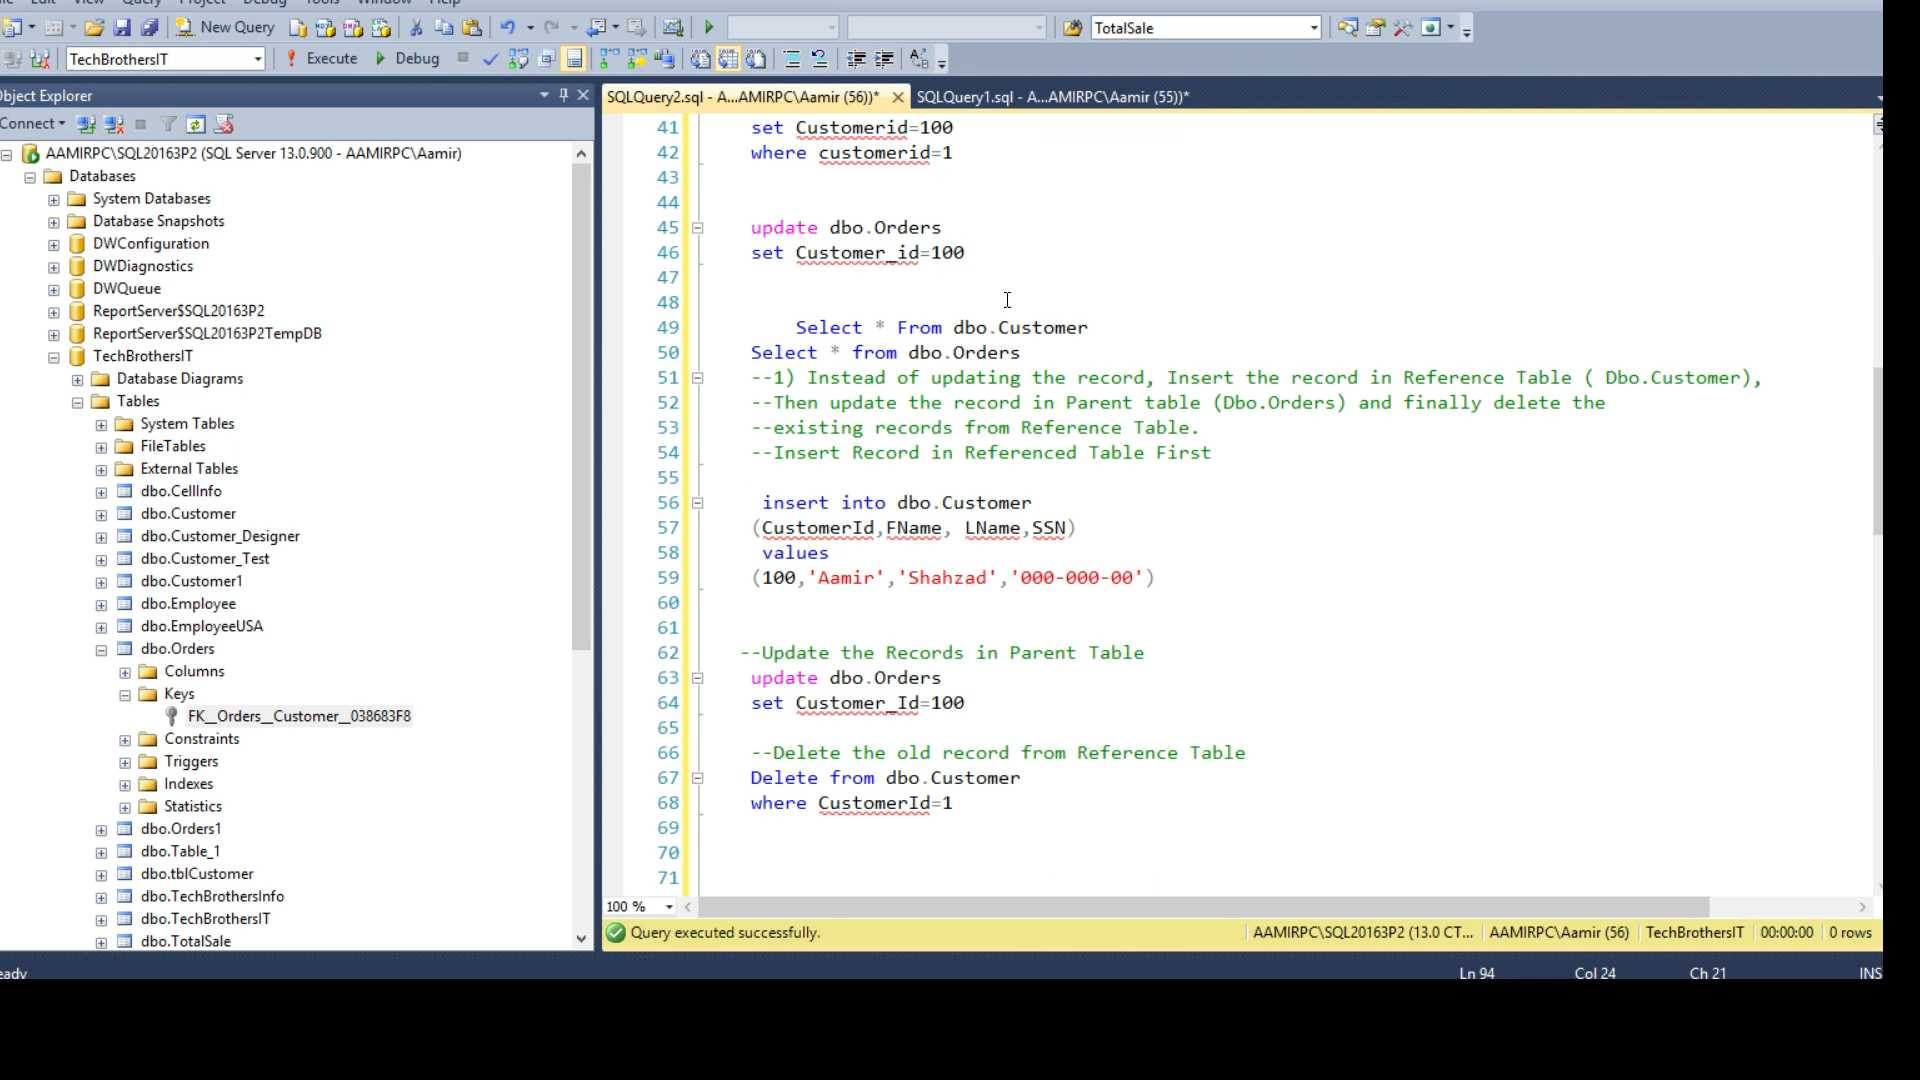 Edit View Query Project Debug Tools Window Help
New Query
TotalSale
TechBrothersIT
Execute
Debug
Object Explorer
SQLQuery2.sql - A...AMIRPC\Aamir (56))*
SQLQuery1.sql - A...AMIRPC\Aamir (55))*
Connect
AAMIRPC\SQL20163P2 (SQL Server 13.0.900 - AAMIRPC\Aamir)
Databases
System Databases
Database Snapshots
DWConfiguration
DWDiagnostics
DWQueue
ReportServer$SQL20163P2
ReportServer$SQL20163P2TempDB
TechBrothersIT
Database Diagrams
Tables
System Tables
FileTables
External Tables
dbo.CellInfo
dbo.Customer
dbo.Customer_Designer
dbo.Customer_Test
dbo.Customer1
dbo.Employee
dbo.EmployeeUSA
dbo.Orders
Columns
Keys
FK__Orders__Customer__038683F8
Constraints
Triggers
Indexes
Statistics
dbo.Orders1
dbo.Table_1
dbo.tblCustomer
dbo.TechBrothersInfo
dbo.TechBrothersIT
dbo.TotalSale
41 set Customerid=100
42 where customerid=1
43
44
45 update dbo.Orders
46 set Customer_id=100
47
48
49 Select * From dbo.Customer
50 Select * from dbo.Orders
51 --1) Instead of updating the record, Insert the record in Reference Table ( Dbo.Customer),
52 --Then update the record in Parent table (Dbo.Orders) and finally delete the
53 --existing records from Reference Table.
54 --Insert Record in Referenced Table First
55
56 insert into dbo.Customer
57 (CustomerId,FName, LName,SSN)
58 values
59 (100,'Aamir','Shahzad','000-000-00')
60
61
62 --Update the Records in Parent Table
63 update dbo.Orders
64 set Customer_Id=100
65
66 --Delete the old record from Reference Table
67 Delete from dbo.Customer
68 where CustomerId=1
69
70
71
100 %
Query executed successfully.
AAMIRPC\SQL20163P2 (13.0 CT... AAMIRPC\Aamir (56) TechBrothersIT 00:00:00 0 rows
eady
Ln 94 Col 24 Ch 21 INS